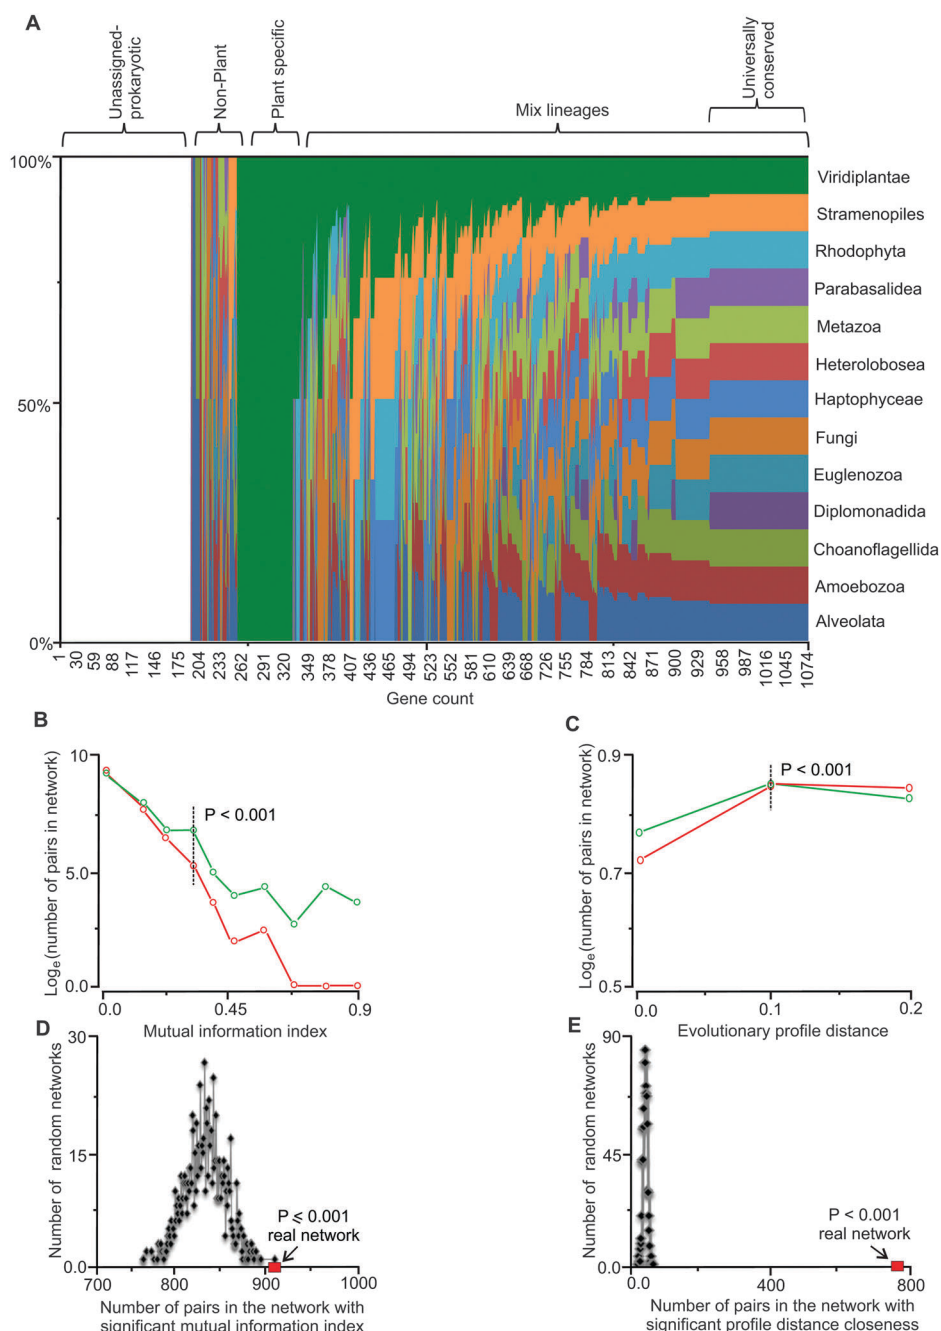 A
Unassigned-
prokaryotic
Non-Plant
Plant specific
Mix lineages
Universally
conserved
100%
50%
0%
Viridiplantae
Stramenopiles
Rhodophyta
Parabasalidea
Metazoa
Heterolobosea
Haptophyceae
Fungi
Euglenozoa
Diplomonadida
Choanoflagellida
Amoebozoa
Alveolata
1 30 59 88 117 146 175 204 233 262 291 320 349 378 407 436 465 494 523 552 581 610 639 668 726 755 784 813 842 871 900 929 958 987 1016 1045 1074
Gene count
B
Loge(number of pairs in network)
10
5.0
0.0
P < 0.001
0.0 0.45 0.9
Mutual information index
C
Loge(number of pairs in network)
0.9
0.7
0.5
P < 0.001
0.0 0.1 0.2
Evolutionary profile distance
D
Number of random networks
30
15
0.0
P ⩽ 0.001
real network
700 800 900 1000
Number of pairs in the network with
significant mutual information index
E
Number of random networks
90
45
0.0
P < 0.001
real network
0.0 400 800
Number of pairs in the network with
significant profile distance closeness